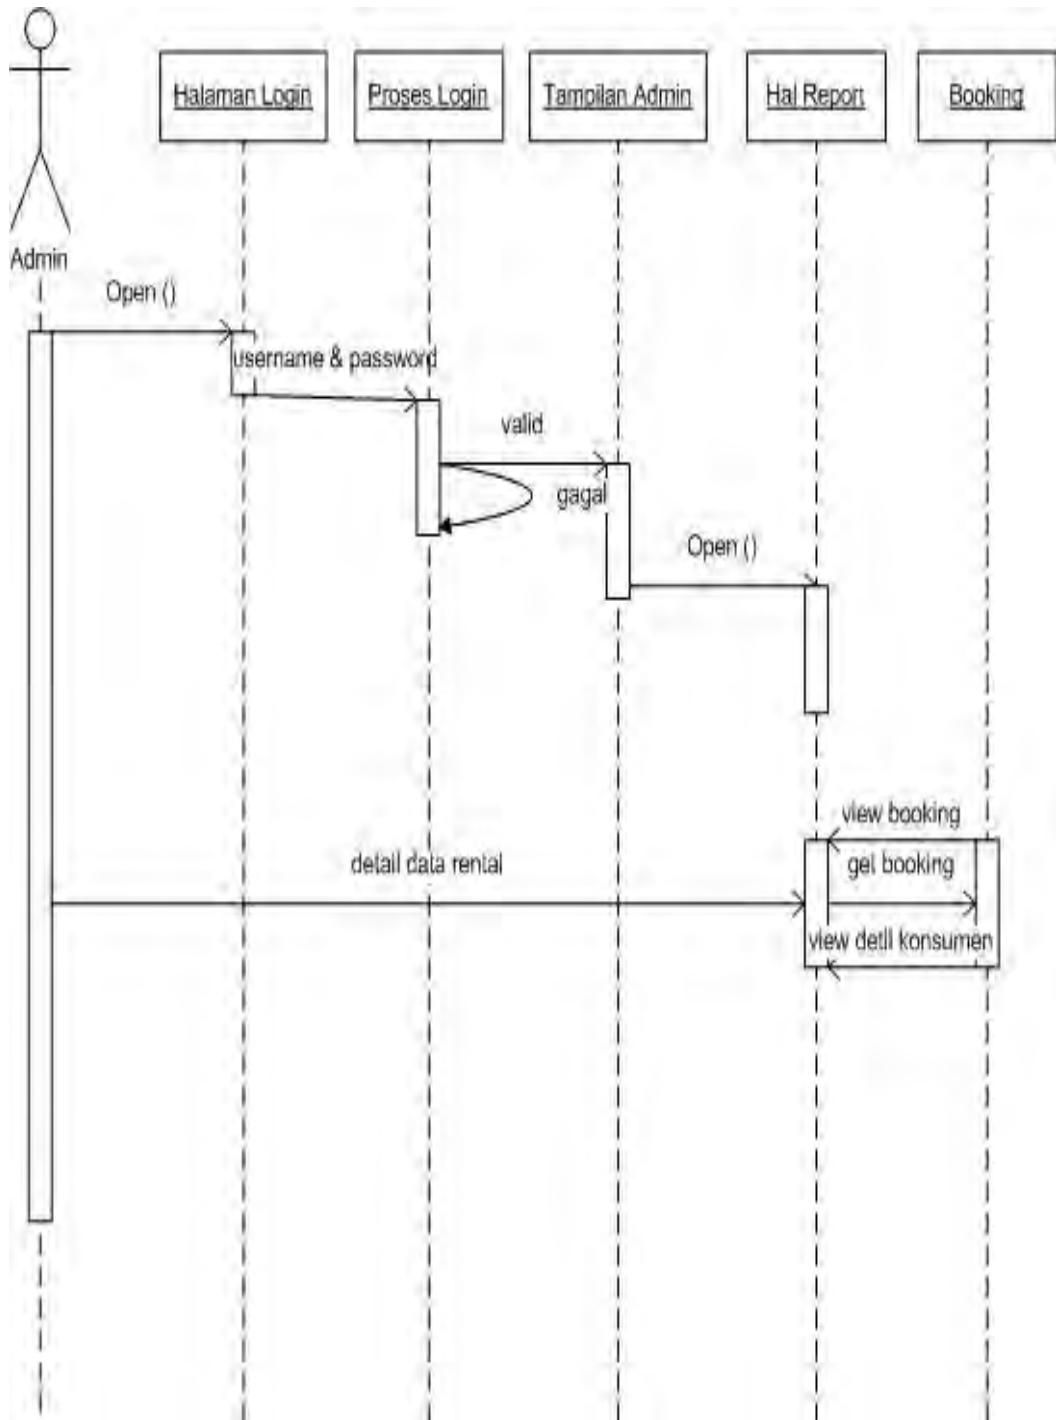 Halaman Login
Proses Login
Tampilan Admin
Hal Report
Booking
Admin
Open ()
username & password
valid
gagal
Open ()
view booking
detail data rental
get booking
view detil konsumen